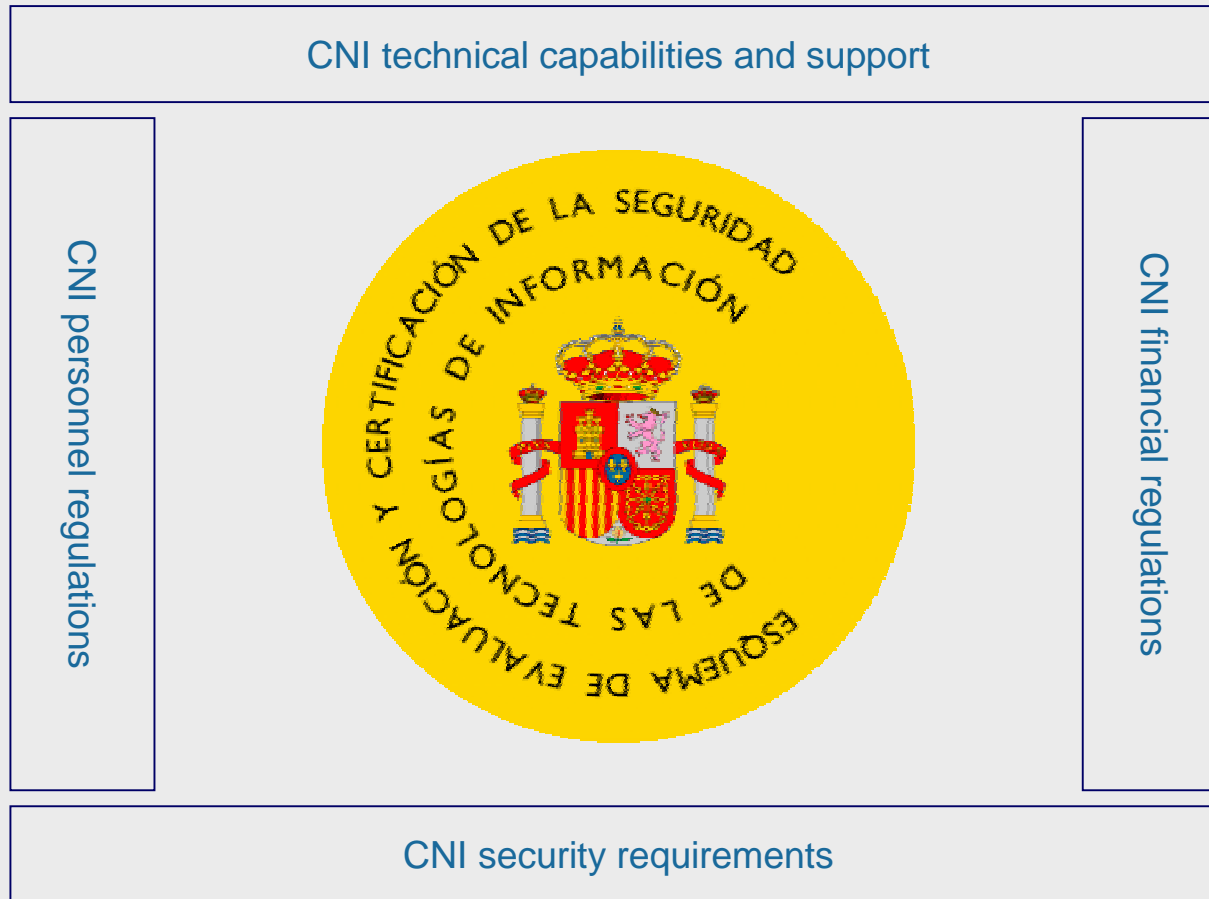 CNI technical capabilities and support
CNI personnel regulations
ESQUEMA DE EVALUACIÓN Y CERTIFICACIÓN DE LA SEGURIDAD
DE LAS TECNOLOGÍAS DE INFORMACIÓN
CNI financial regulations
CNI security requirements